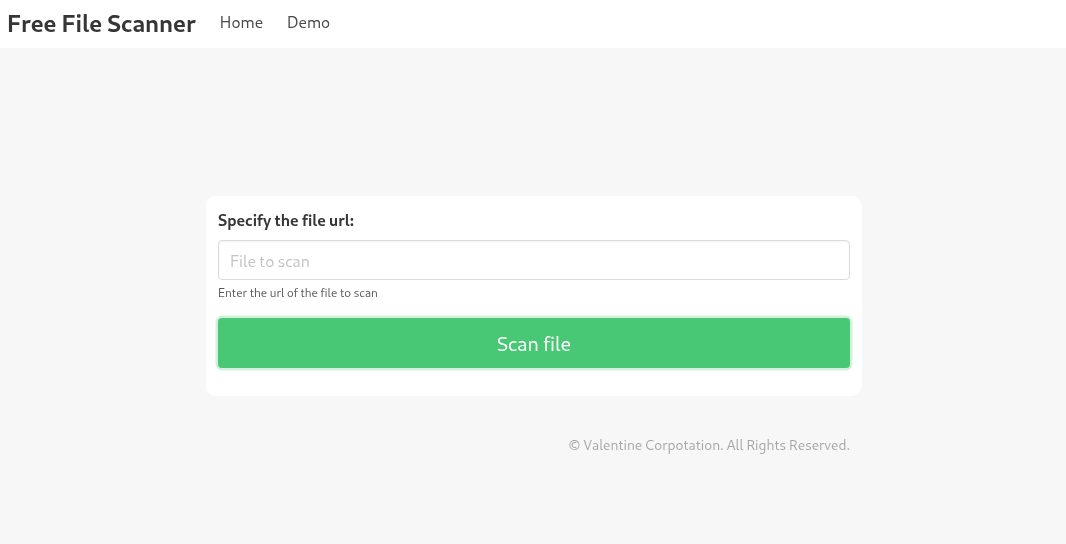 Free File Scanner Home Demo
Specify the file url:
File to scan
Enter the url of the file to scan
Scan file
© Valentine Corpotation. All Rights Reserved.